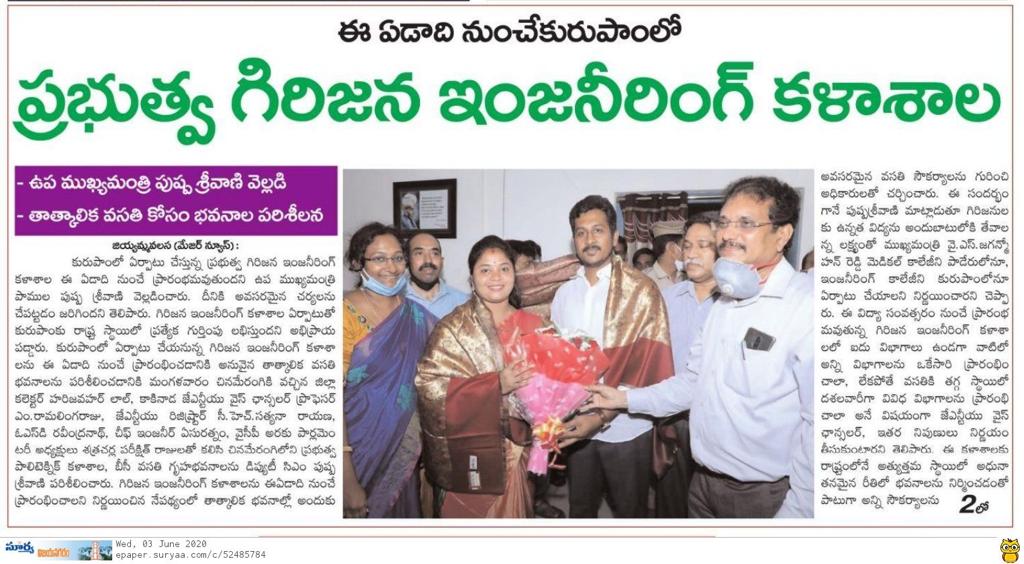 ఈ ఏడాది నుంచేకురుపాంలో
ప్రభుత్వ గిరిజన ఇంజనీరింగ్ కళాశాల
- ఉప ముఖ్యమంత్రి పుష్ప శ్రీవాణి వెల్లడి
- తాత్కాలిక వసతి కోసం భవనాల పరిశీలన
జియ్యమ్మవలస (మేజర్ న్యూస్) :
కురుపాంలో ఏర్పాటు చేస్తున్న ప్రభుత్వ గిరిజన ఇంజనీరింగ్
కళాశాల ఈ ఏడాది నుంచే ప్రారంభమవుతుందని ఉప ముఖ్యమంత్రి
పాముల పుష్ప శ్రీవాణి వెల్లడించారు. దీనికి అవసరమైన చర్యలను
చేపట్టడం జరిగిందని తెలిపారు. గిరిజన ఇంజనీరింగ్ కళాశాల ఏర్పాటుతో
కురుపాంకు రాష్ట్ర స్థాయిలో ప్రత్యేక గుర్తింపు లభిస్తుందని అభిప్రాయ
పడ్డారు. కురుపాంలో ఏర్పాటు చేయనున్న గిరిజన ఇంజనీరింగ్ కళాశా
లను ఈ ఏడాది నుంచే ప్రారంభించడానికి అనువైన తాత్కాలిక వసతి
భవనాలను పరిశీలించడానికి మంగళవారం చినమేరంగికి వచ్చిన జిల్లా
కలెక్టర్ హరిజవహర్ లాల్, కాకినాడ జేఎన్టీయు వైస్ ఛాన్సలర్ ప్రొఫెసర్
ఎం.రామలింగరాజు, జేఎన్టీయు రిజిష్ట్రార్ సి.హెచ్.సత్యనా రాయణ,
ఓఎస్‌డి రవీంద్రనాథ్, చీఫ్ ఇంజనీర్ ఏసురత్నం, వైసీపీ అరకు పార్లమెం
టరీ అధ్యక్షులు శత్రచర్ల పరీక్షిత్ రాజులతో కలిసి చినమేరంగిలోని ప్రభుత్వ
పాలిటెక్నిక్ కళాశాల, బీసీ వసతి గృహభవనాలను డిప్యుటీ సిఎం పుష్ప
శ్రీవాణి పరిశీలించారు. గిరిజన ఇంజనీరింగ్ కళాశాలను ఈఏడాది నుంచే
ప్రారంభించాలని నిర్ణయించిన నేపథ్యంలో తాత్కాలిక భవనాల్లో అందుకు
అవసరమైన వసతి సౌకర్యాలను గురించి
అధికారులతో చర్చించారు. ఈ సందర్భం
గానే పుష్పశ్రీవాణి మాట్లాడుతూ గిరిజనుల
కు ఉన్నత విద్యను అందుబాటులోకి తేవాల
న్న లక్ష్యంతో ముఖ్యమంత్రి వై.ఎస్.జగన్మో
హన్ రెడ్డి మెడికల్ కాలేజీని పాడేరులోనూ,
ఇంజనీరింగ్ కాలేజీని కురుపాంలోనూ
ఏర్పాటు చేయాలని నిర్ణయించారని చెప్పా
రు. ఈ విద్యా సంవత్సరం నుంచే ప్రారంభ
మవుతున్న గిరిజన ఇంజనీరింగ్ కళాశా
లలో ఐదు విభాగాలు ఉండగా వాటిలో
అన్ని విభాగాలను ఒకేసారి ప్రారంభిం
చాలా, లేకపోతే వసతికి తగ్గ స్థాయిలో
దశలవారీగా వివిధ విభాగాలను ప్రారంభి
చాలా అనే విషయంగా జేఎన్టీయు వైస్
ఛాన్సలర్, ఇతర నిపుణులు నిర్ణయం
తీసుకుంటారని తెలిపారు. ఈ కళాశాలకు
రాష్ట్రంలోనే అత్యుత్తమ స్థాయిలో అధునా
తనమైన రీతిలో భవనాలను నిర్మించడంతో
పాటుగా అన్ని సౌకర్యాలను 2లో
సూర్య విజయనగరం Wed, 03 June 2020
epaper.suryaa.com/c/52485784